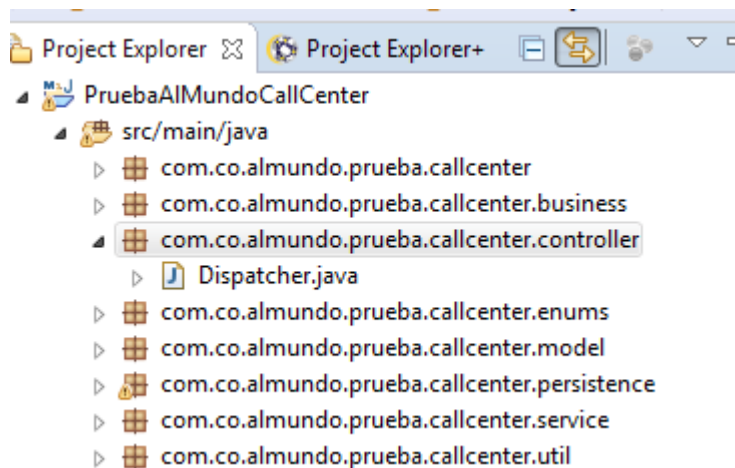 Project Explorer Project Explorer+
PruebaAlMundoCallCenter
src/main/java
com.co.almundo.prueba.callcenter
com.co.almundo.prueba.callcenter.business
com.co.almundo.prueba.callcenter.controller
Dispatcher.java
com.co.almundo.prueba.callcenter.enums
com.co.almundo.prueba.callcenter.model
com.co.almundo.prueba.callcenter.persistence
com.co.almundo.prueba.callcenter.service
com.co.almundo.prueba.callcenter.util